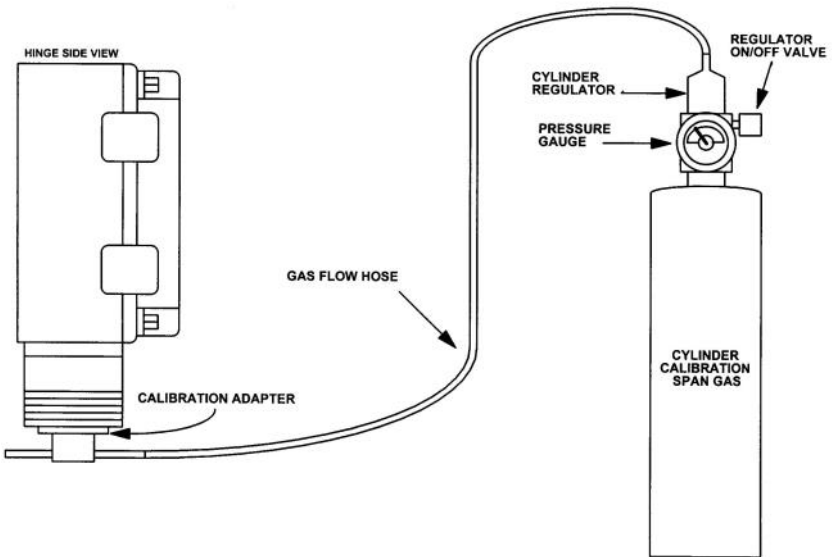 HINGE SIDE VIEW
REGULATOR
ON/OFF VALVE
CYLINDER
REGULATOR
PRESSURE
GAUGE
GAS FLOW HOSE
CYLINDER
CALIBRATION
SPAN GAS
CALIBRATION ADAPTER